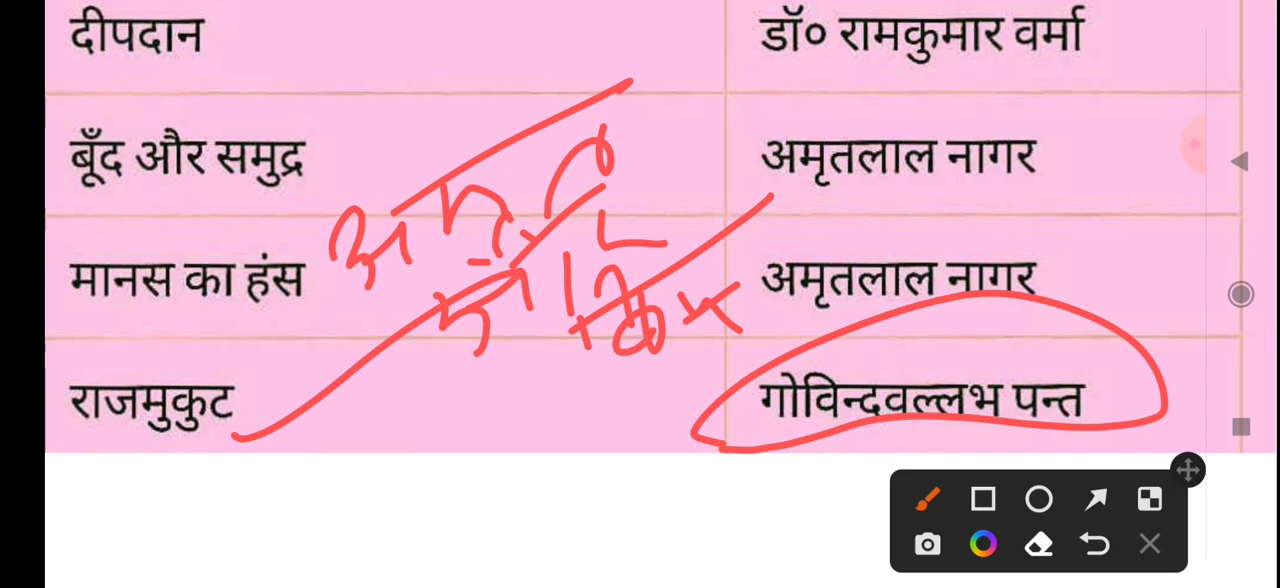 दीपदान डॉ० रामकुमार वर्मा
बूँद और समुद्र अमृतलाल नागर
मानस का हंस अमृतलाल नागर
राजमुकुट गोविन्दवल्लभ पन्त